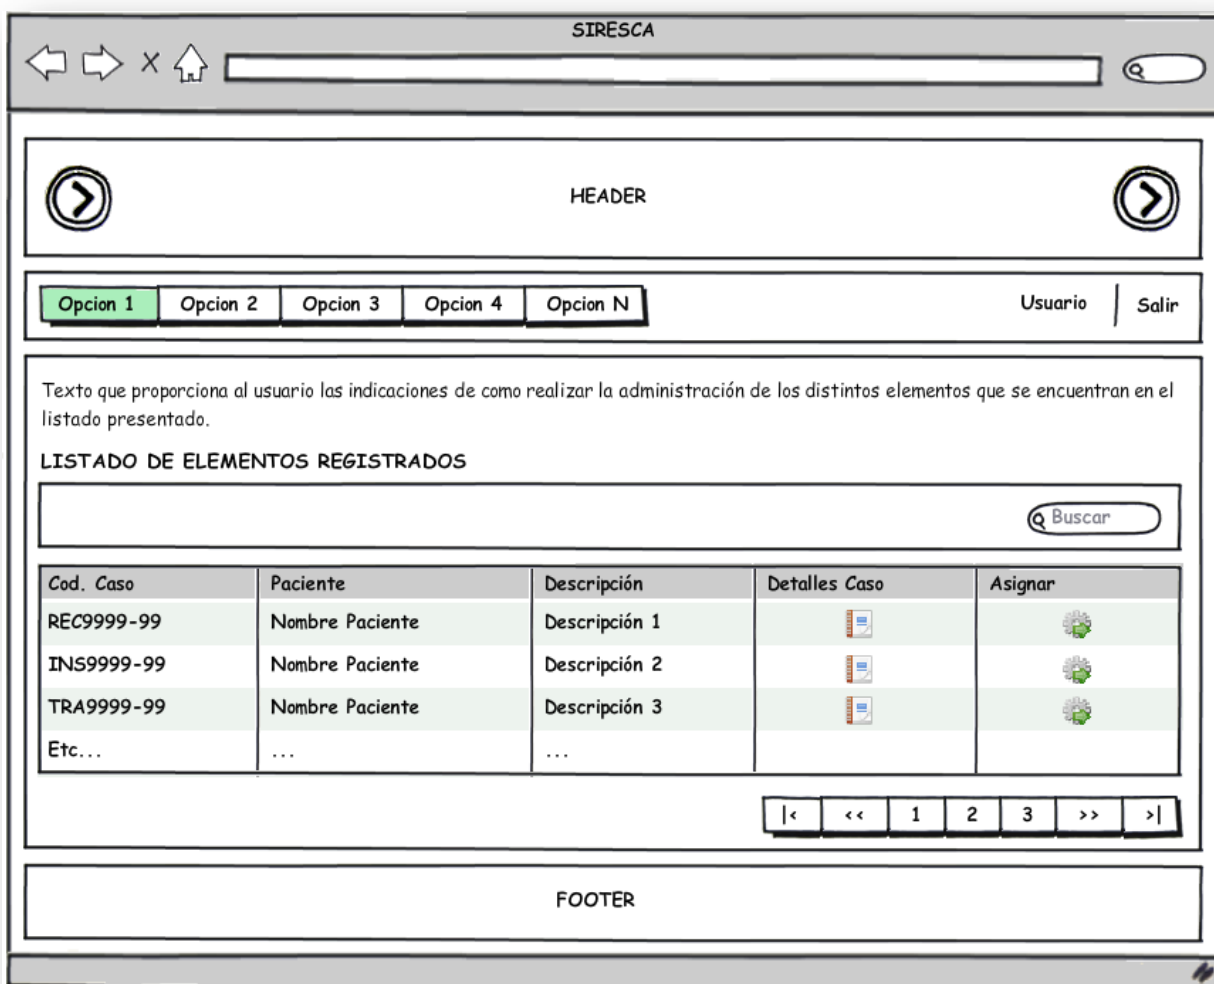 SIRESCA
HEADER
Opcion 1 Opcion 2 Opcion 3 Opcion 4 Opcion N Usuario Salir
Texto que proporciona al usuario las indicaciones de como realizar la administración de los distintos elementos que se encuentran en el
listado presentado.
LISTADO DE ELEMENTOS REGISTRADOS
Buscar
Cod. Caso Paciente Descripción Detalles Caso Asignar
REC9999-99 Nombre Paciente Descripción 1
INS9999-99 Nombre Paciente Descripción 2
TRA9999-99 Nombre Paciente Descripción 3
Etc... ... ...
|< << 1 2 3 >> >|
FOOTER